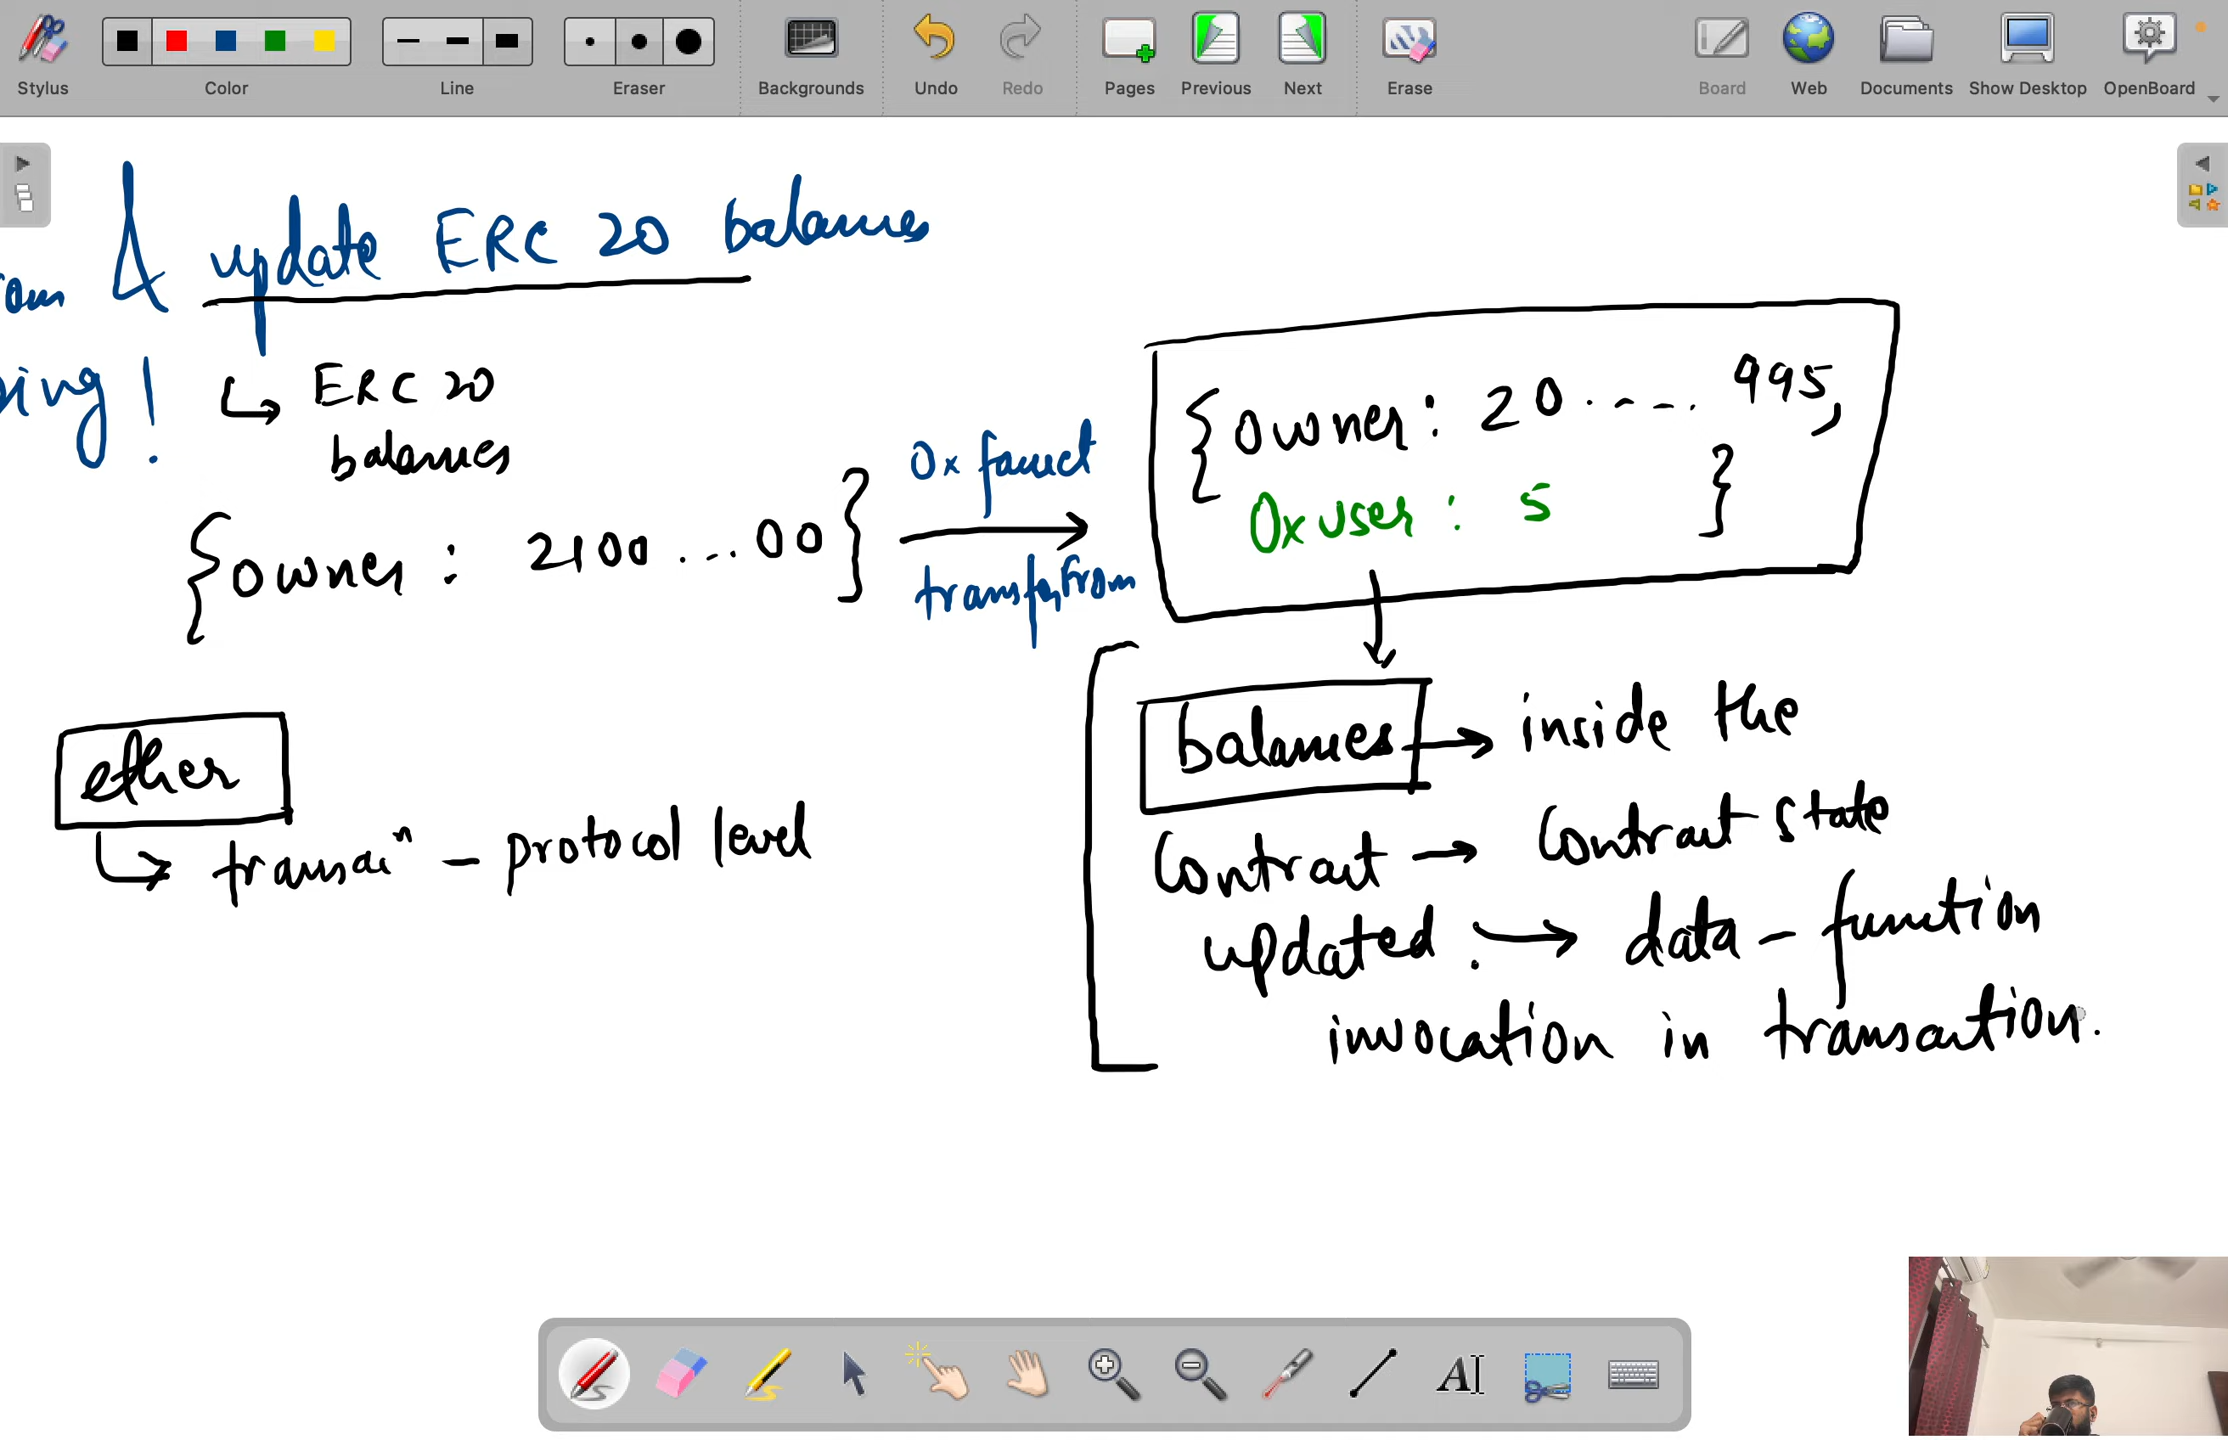 Stylus
Color
Line
Eraser
Backgrounds
Undo
Redo
Pages
Previous
Next
Erase
Board
Web
Documents
Show Desktop
OpenBoard
& update ERC 20 balances
↳ ERC 20
balances
{owner : 2100 ... 00}
0x faucet
transferFrom
{owner: 20 .... 995,
0x user : 5 }
ether
↳ transacⁿ - protocol level
balances → inside the
contract → contract state
updated. → data - function
invocation in transaction.
AI